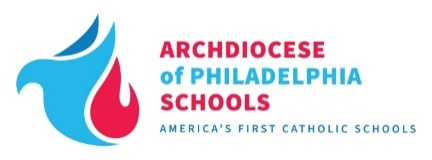 ARCHDIOCESE
of PHILADELPHIA
SCHOOLS
AMERICA'S FIRST CATHOLIC SCHOOLS